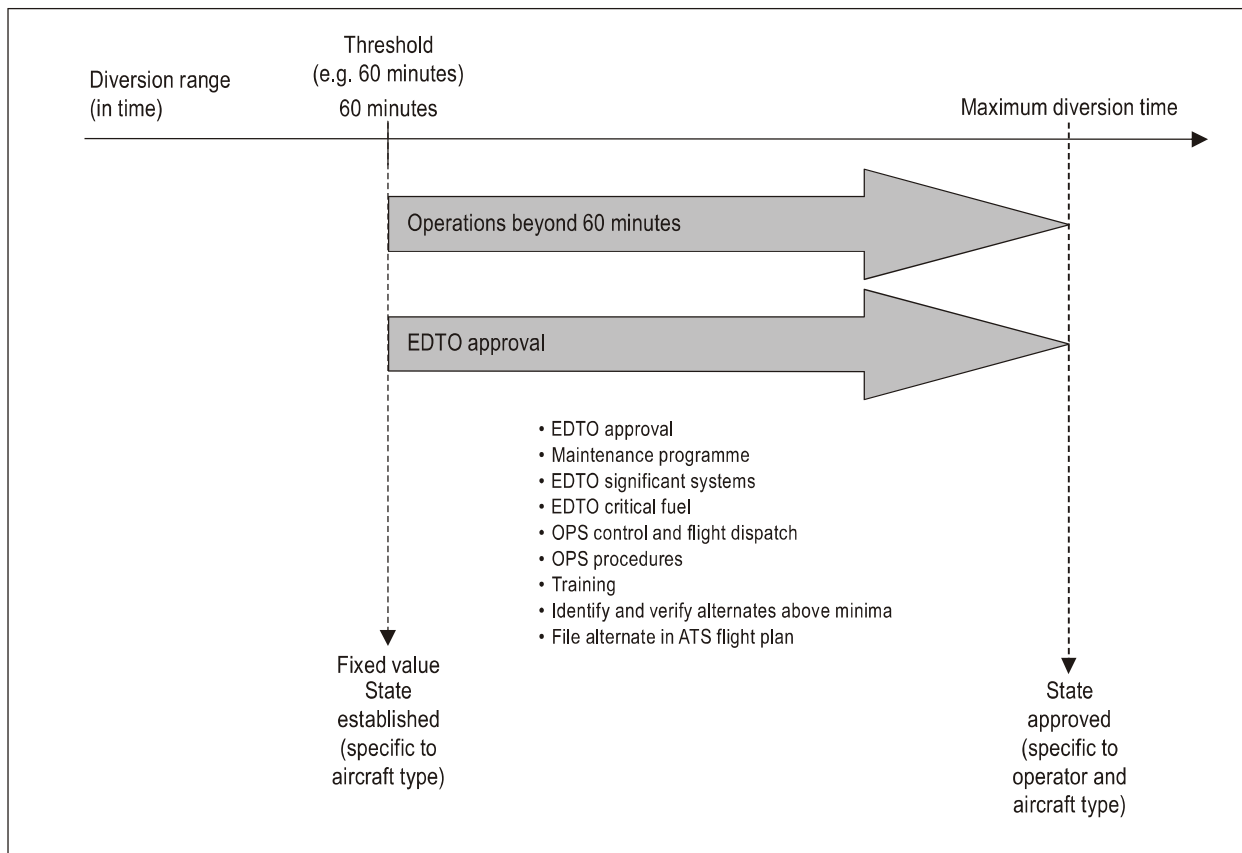 Threshold
(e.g. 60 minutes)
60 minutes
Diversion range
(in time)
Maximum diversion time
Operations beyond 60 minutes
EDTO approval
• EDTO approval
• Maintenance programme
• EDTO significant systems
• EDTO critical fuel
• OPS control and flight dispatch
• OPS procedures
• Training
• Identify and verify alternates above minima
• File alternate in ATS flight plan
Fixed value
State
established
(specific to
aircraft type)
State
approved
(specific to
operator and
aircraft type)